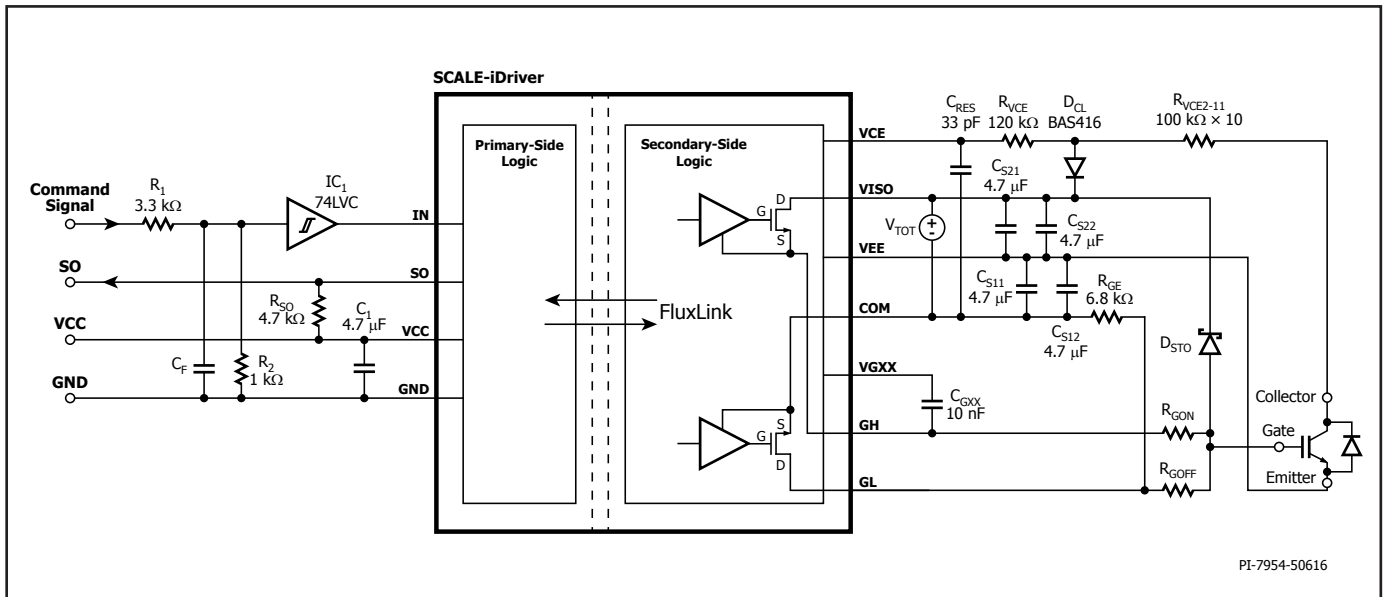 SCALE-iDriver
Primary-Side
Logic
Secondary-Side
Logic
FluxLink
Command
Signal
R1
3.3 kΩ
IC1
74LVC
IN
SO
SO
RSO
4.7 kΩ
C1
4.7 μF
VCC
VCC
CF
R2
1 kΩ
GND
GND
G
D
S
G
S
D
VCE
VISO
VEE
COM
VGXX
GH
GL
CRES
33 pF
RVCE
120 kΩ
DCL
BAS416
RVCE2-11
100 kΩ × 10
VTOT
CS21
4.7 μF
CS22
4.7 μF
CS11
4.7 μF
CS12
4.7 μF
RGE
6.8 kΩ
DSTO
CGXX
10 nF
RGON
RGOFF
Collector
Gate
Emitter
PI-7954-50616